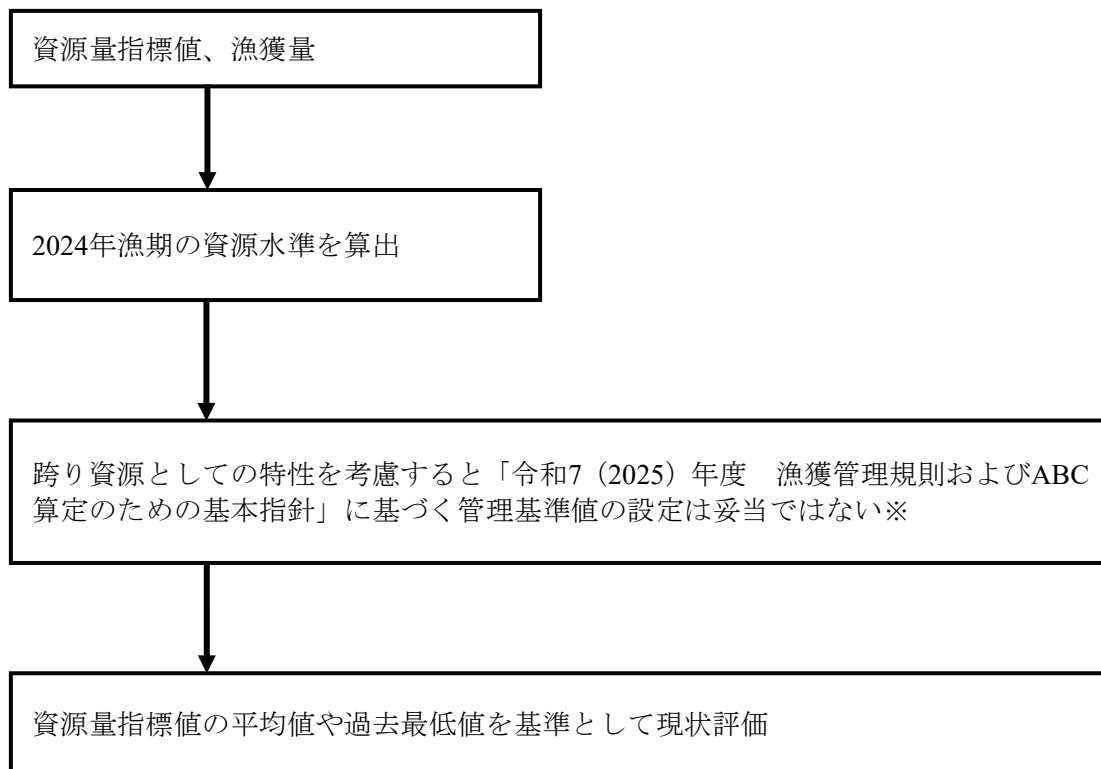 資源量指標値、漁獲量
2024年漁期の資源水準を算出
跨り資源としての特性を考慮すると「令和7（2025）年度　漁獲管理規則およびABC
算定のための基本指針」に基づく管理基準値の設定は妥当ではない※
資源量指標値の平均値や過去最低値を基準として現状評価